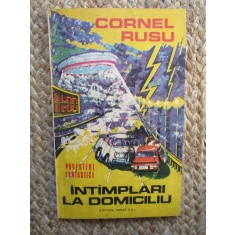 CORNEL
RUSU
POVESTIRI
FANTASTICE
ÎNTÎMPLĂRI
LA DOMICILIU